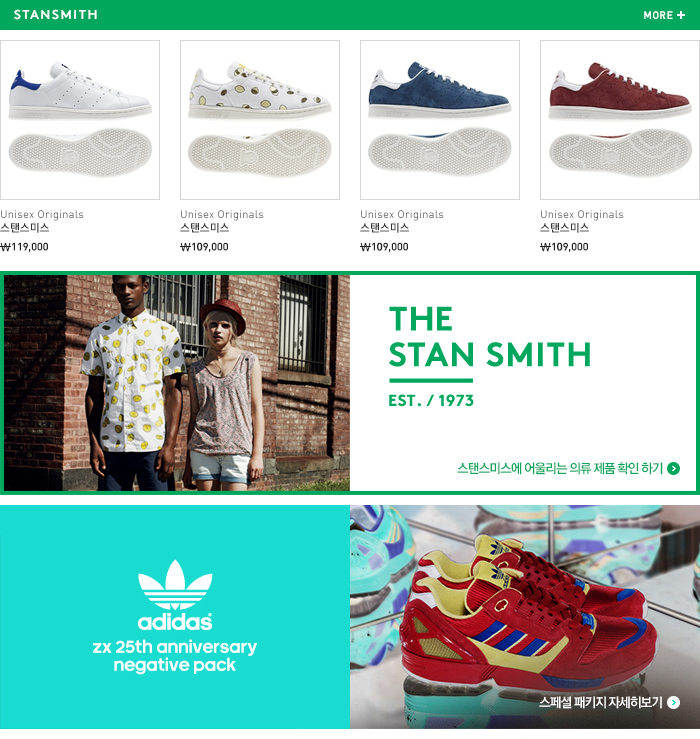 STANSMITH
MORE +
Unisex Originals
스탠스미스
₩119,000
Unisex Originals
스탠스미스
₩109,000
Unisex Originals
스탠스미스
₩109,000
Unisex Originals
스탠스미스
₩109,000
THE
STAN SMITH
EST. / 1973
스탠스미스에 어울리는 의류 제품 확인 하기
adidas
zx 25th anniversary
negative pack
스페셜 패키지 자세히보기